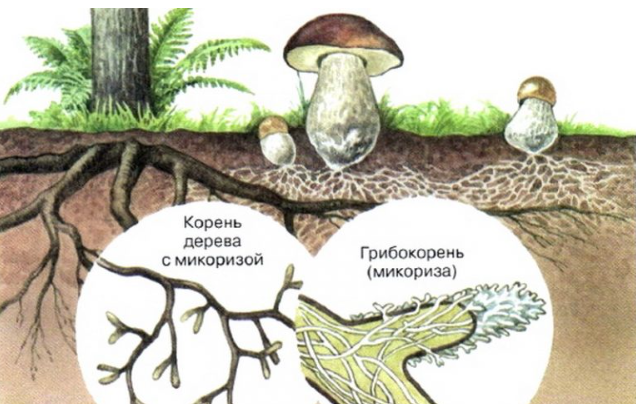 Корень
дерева
с микоризой
Грибокорень
(микориза)